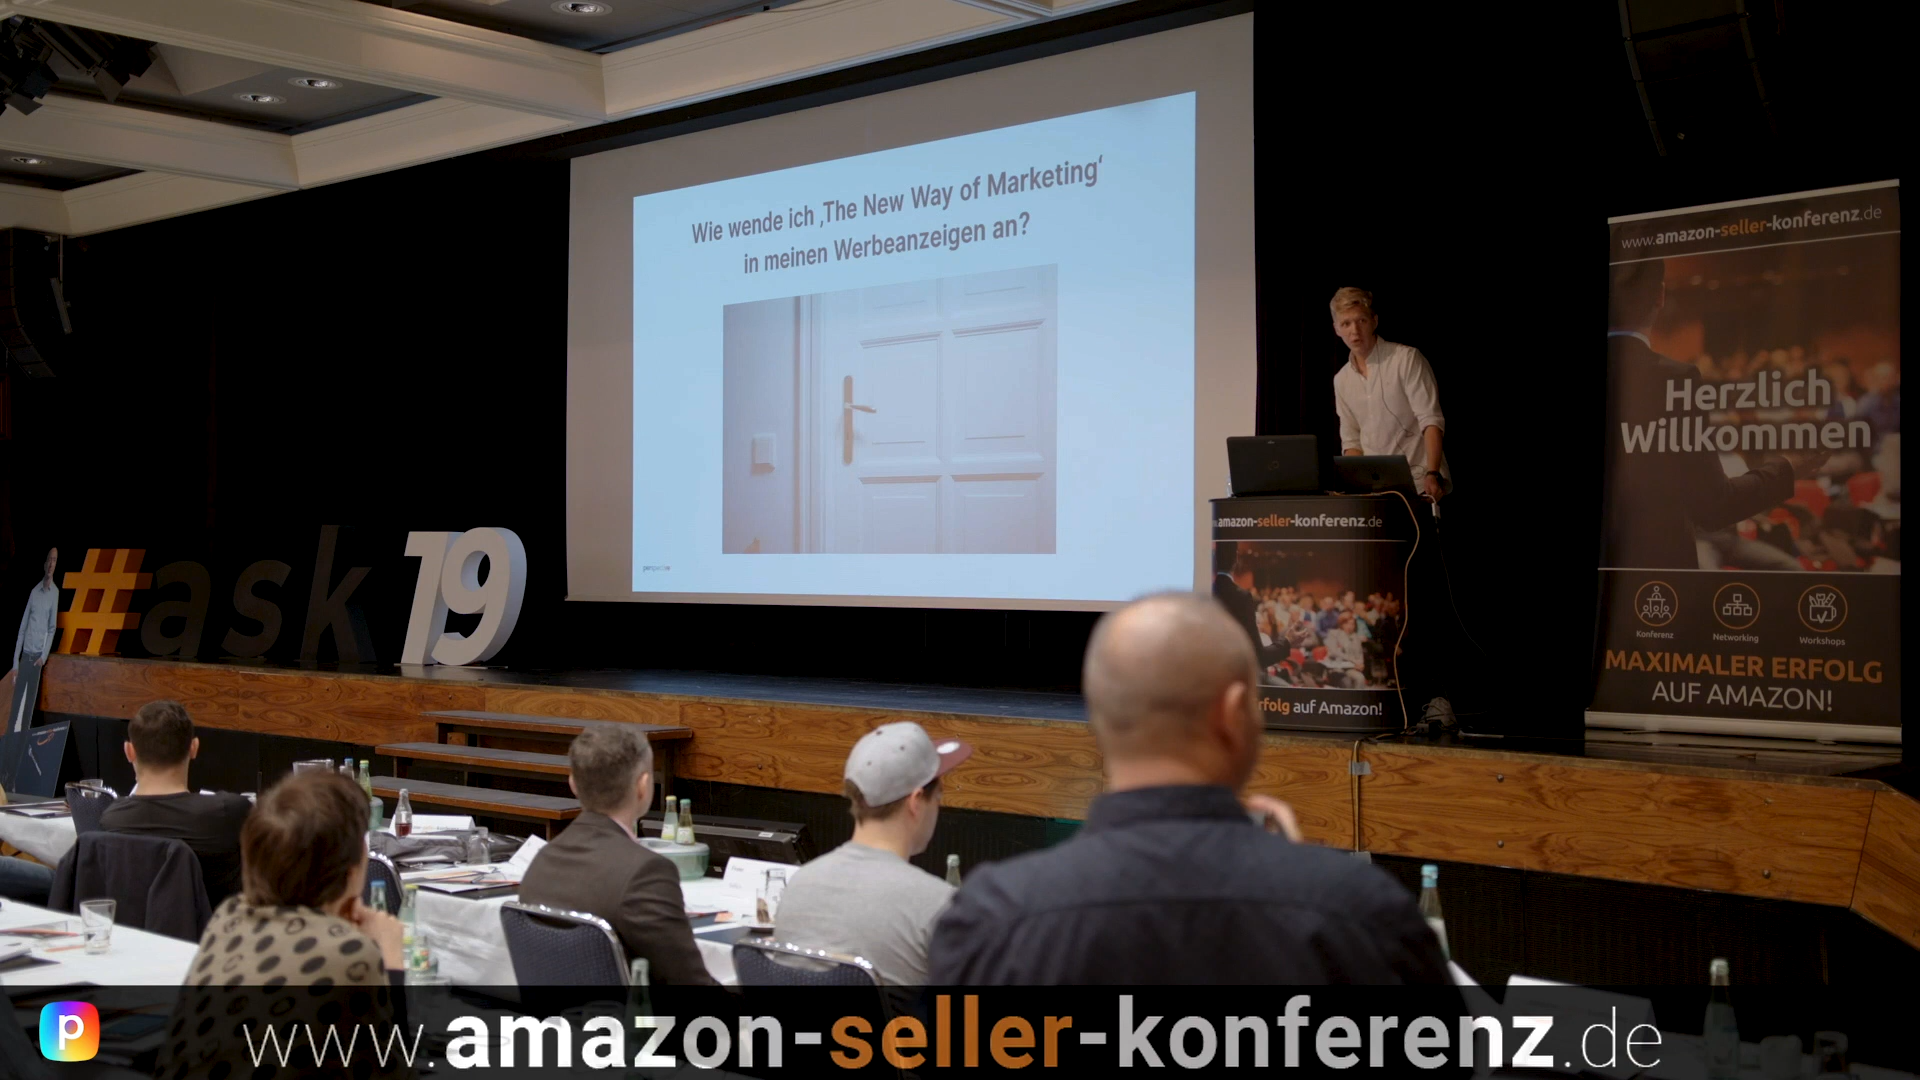 Wie wende ich ‚The New Way of Marketing‘
in meinen Werbeanzeigen an?
perspective
#ask19
www.amazon-seller-konferenz.de
Herzlich
Willkommen
Konferenz
Networking
Workshops
MAXIMALER ERFOLG
AUF AMAZON!
amazon-seller-konferenz.de
rfolg auf Amazon!
p
www.amazon-seller-konferenz.de